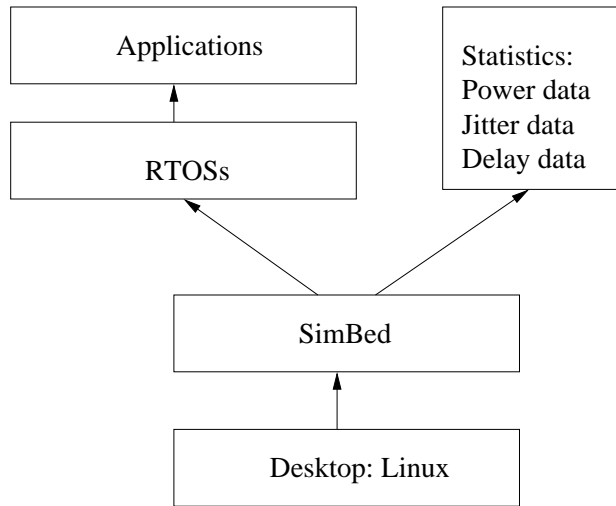 Applications
Statistics:
Power data
Jitter data
Delay data
RTOSs
SimBed
Desktop: Linux